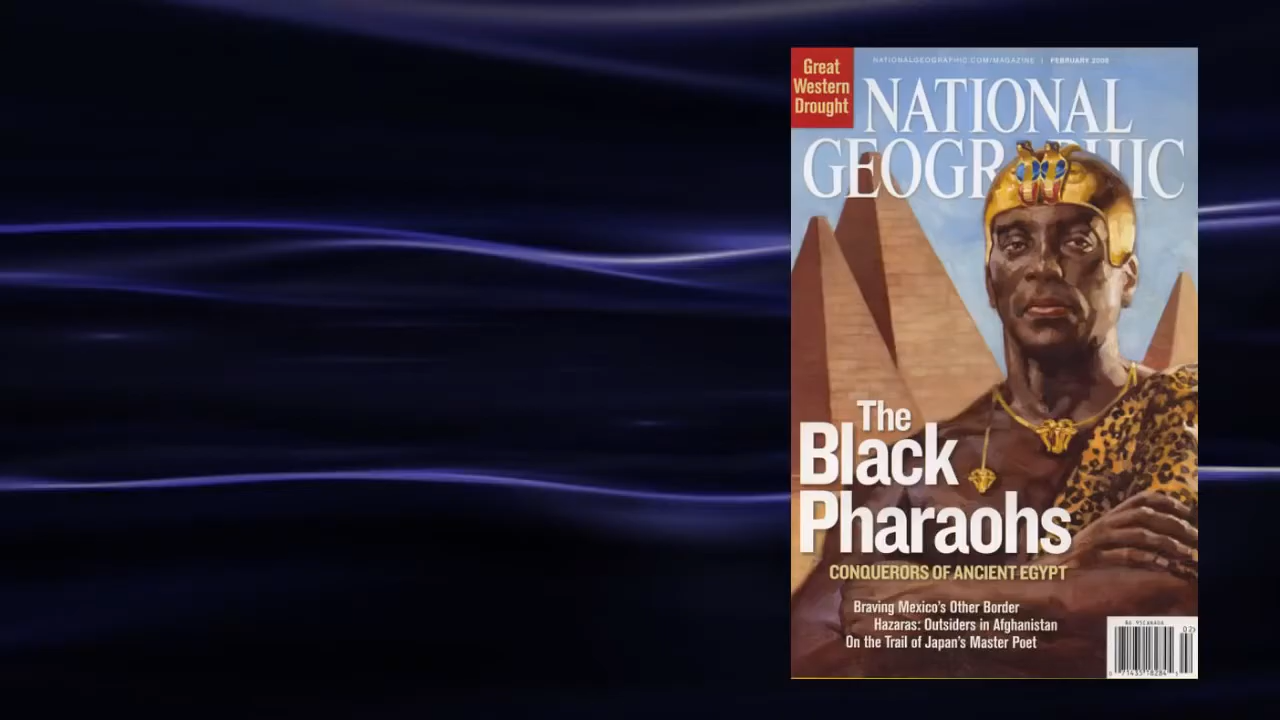 Great
Western
Drought
NATIONALGEOGRAPHIC.COM/MAGAZINE | FEBRUARY 2008
NATIONAL
GEOGRAPHIC
The
Black
Pharaohs
CONQUERORS OF ANCIENT EGYPT
Braving Mexico's Other Border
Hazaras: Outsiders in Afghanistan
On the Trail of Japan's Master Poet
02